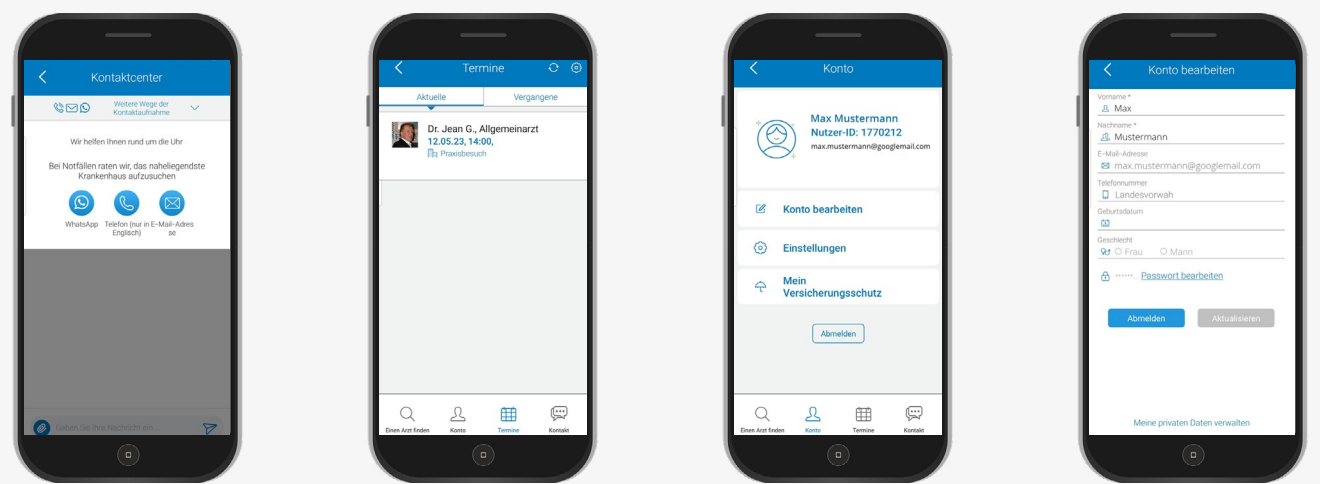 Kontaktcenter
Weitere Wege der
Kontaktaufnahme
Wir helfen Ihnen rund um die Uhr
Bei Notfällen raten wir, das naheliegendste
Krankenhaus aufzusuchen
WhatsApp
Telefon (nur in
Englisch)
E-Mail-Adres
se
Geben Sie Ihre Nachricht ein...
Termine
Aktuelle
Vergangene
Dr. Jean G., Allgemeinarzt
12.05.23, 14:00,
Praxisbesuch
Einen Arzt finden
Konto
Termine
Kontakt
Konto
Max Mustermann
Nutzer-ID: 1770212
max.mustermann@googlemail.com
Konto bearbeiten
Einstellungen
Mein
Versicherungsschutz
Abmelden
Einen Arzt finden
Konto
Termine
Kontakt
Konto bearbeiten
Vorname *
Max
Nachname *
Mustermann
E-Mail-Adresse
max.mustermann@googlemail.com
Telefonnummer
Landesvorwah
Geburtsdatum
Geschlecht
Frau
Mann
······ Passwort bearbeiten
Abmelden
Aktualisieren
Meine privaten Daten verwalten